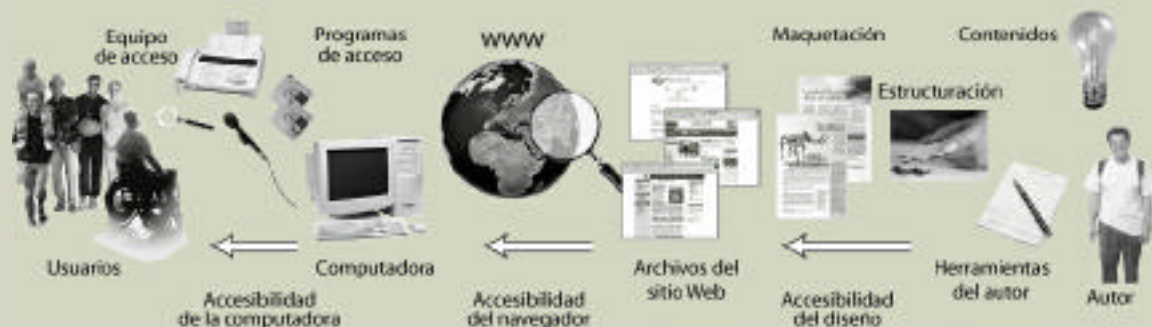 Equipo
de acceso
Programas
de acceso
WWW
Maquetación
Contenidos
Estructuración
Usuarios
Computadora
Archivos del
sitio Web
Herramientas
del autor
Autor
Accesibilidad
de la computadora
Accesibilidad
del navegador
Accesibilidad
del diseño